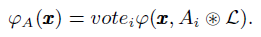 φ_A(𝒙) = vote_i φ(𝒙, A_i ⊛ ℒ).